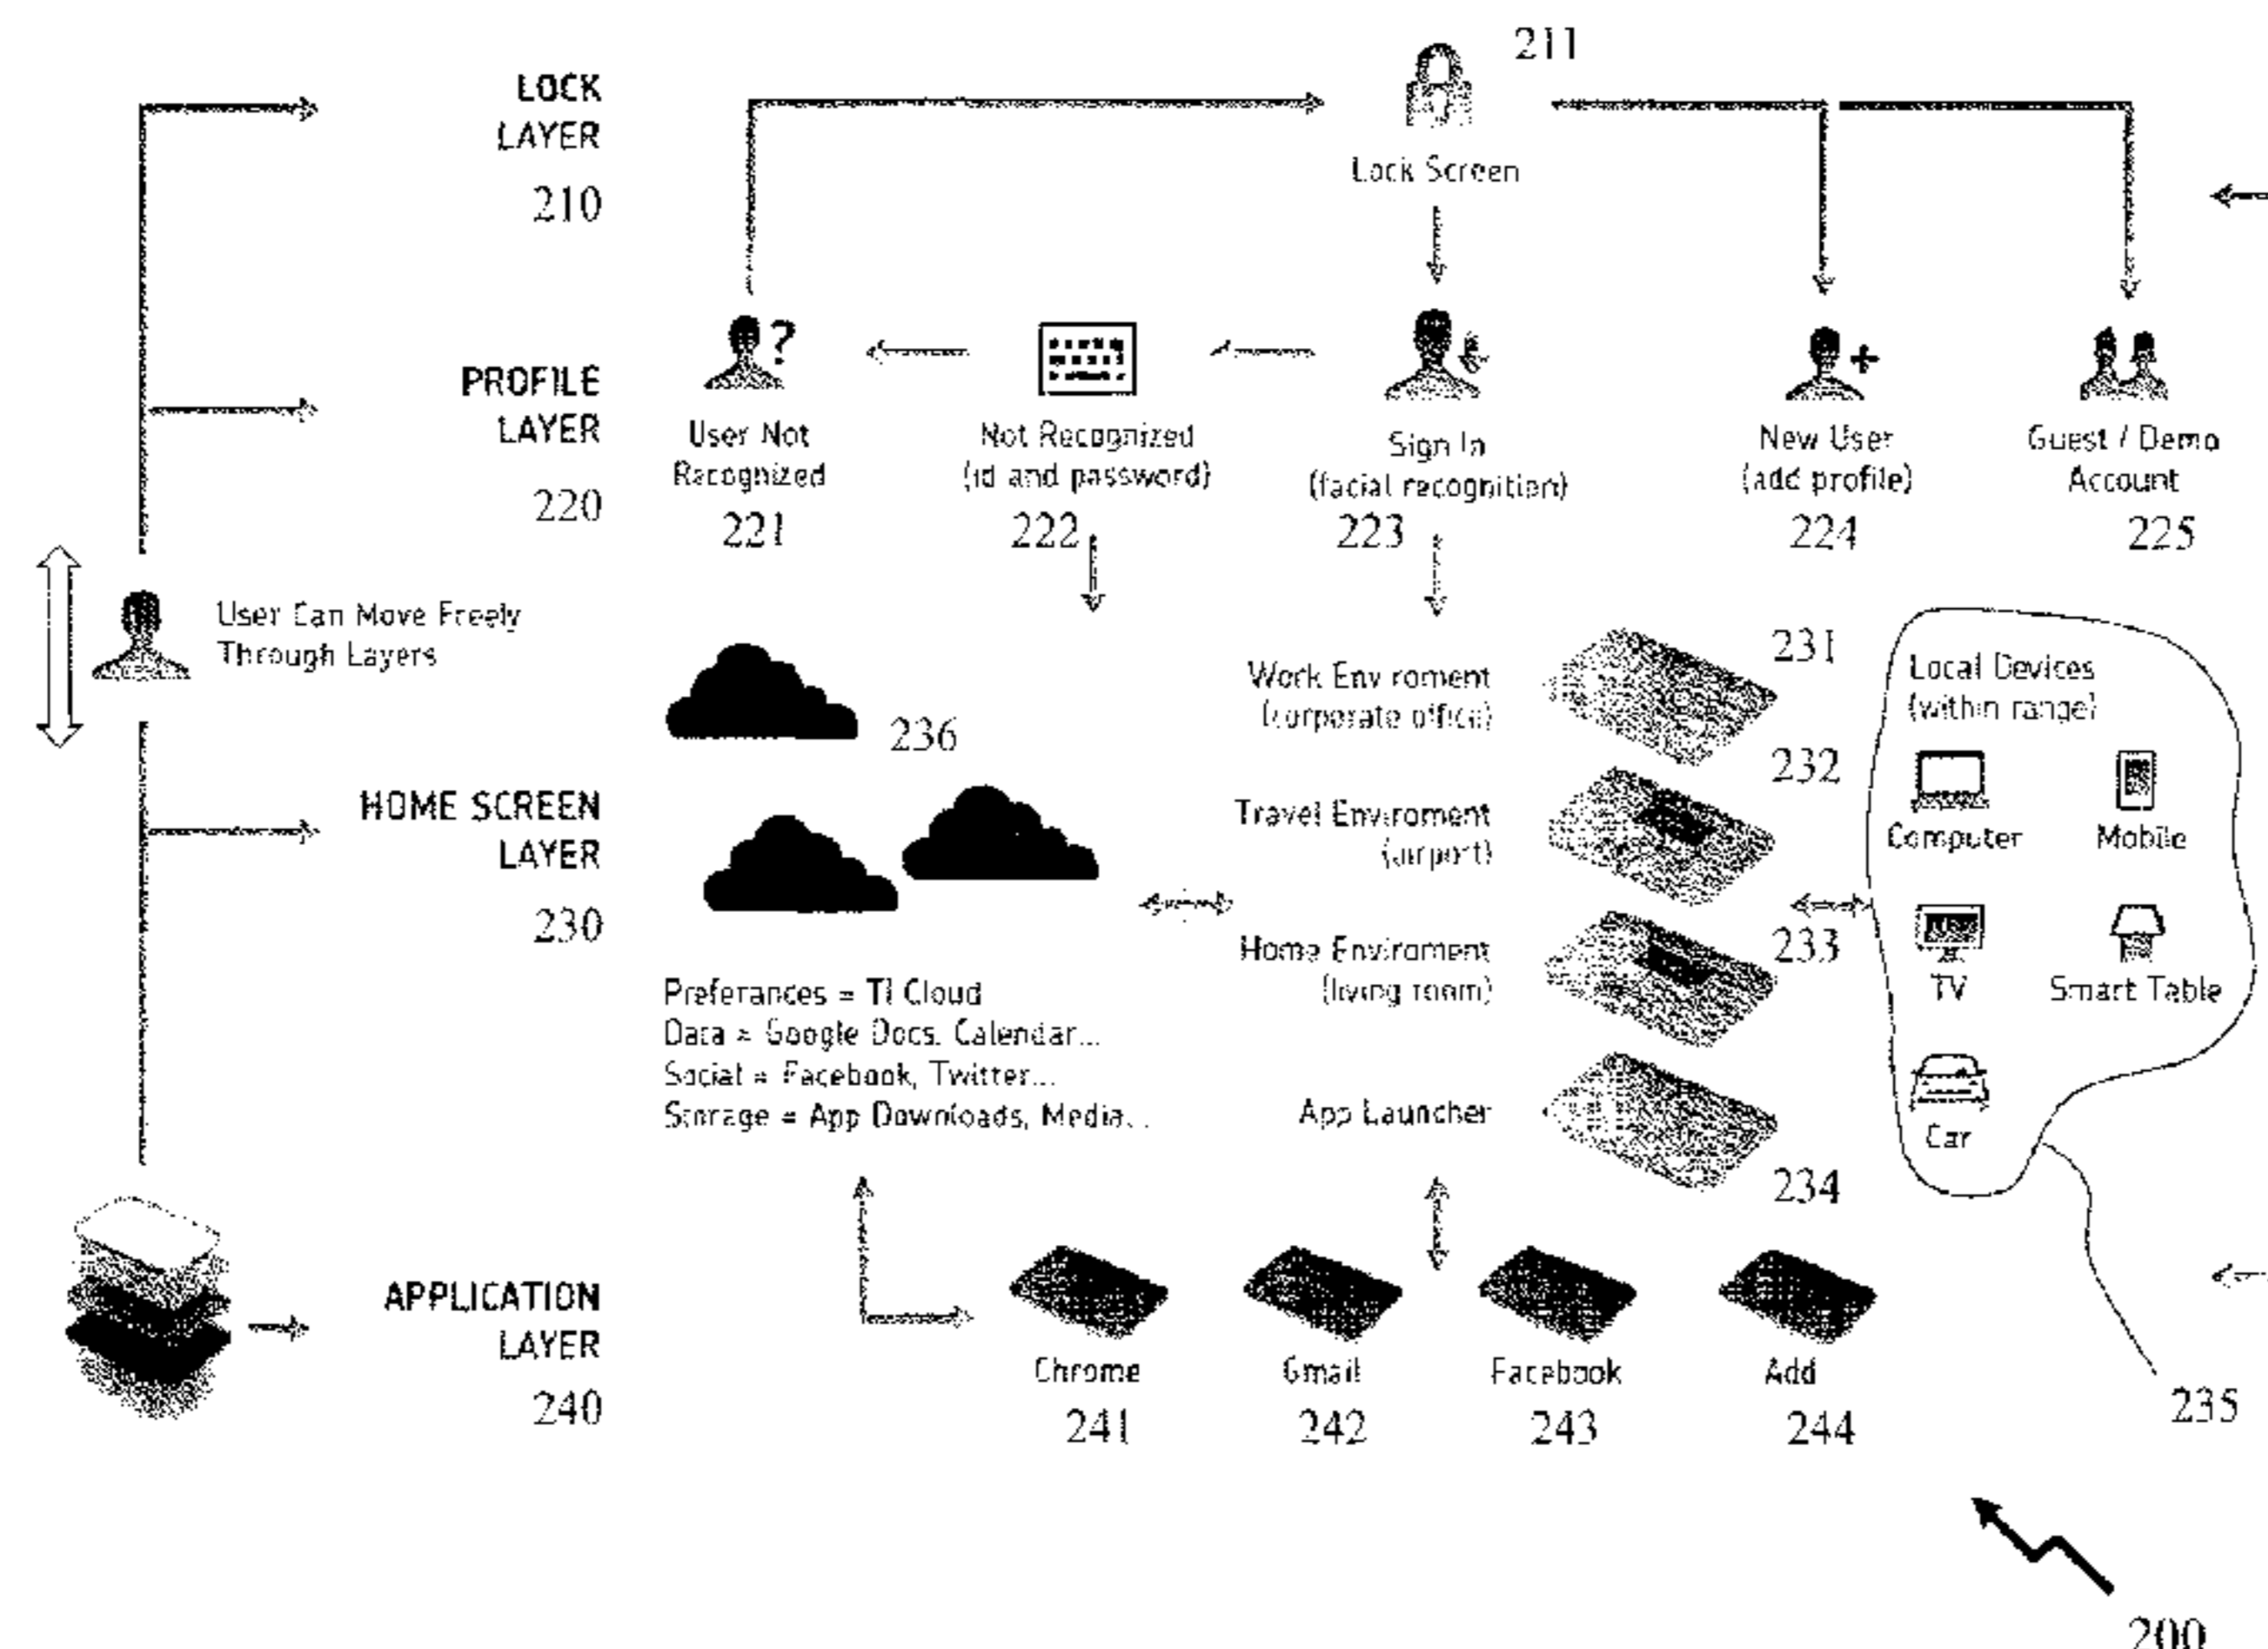 211
LOCK
LAYER
210
Lock Screen
PROFILE
LAYER
220
User Not
Recognized
221
Not Recognized
(id and password)
222
Sign In
(facial recognition)
223
New User
(add profile)
224
Guest / Demo
Account
225
User Can Move Freely
Through Layers
HOME SCREEN
LAYER
230
236
Preferances = TI Cloud
Data = Google Docs, Calendar...
Social = Facebook, Twitter...
Storage = App Downloads, Media...
Work Enviroment
(corporate office)
231
Travel Enviroment
(airport)
232
Home Enviroment
(living room)
233
App Launcher
234
Local Devices
(within range)
Computer
Mobile
TV
Smart Table
Car
235
APPLICATION
LAYER
240
Chrome
241
Gmail
242
Facebook
243
Add
244
200